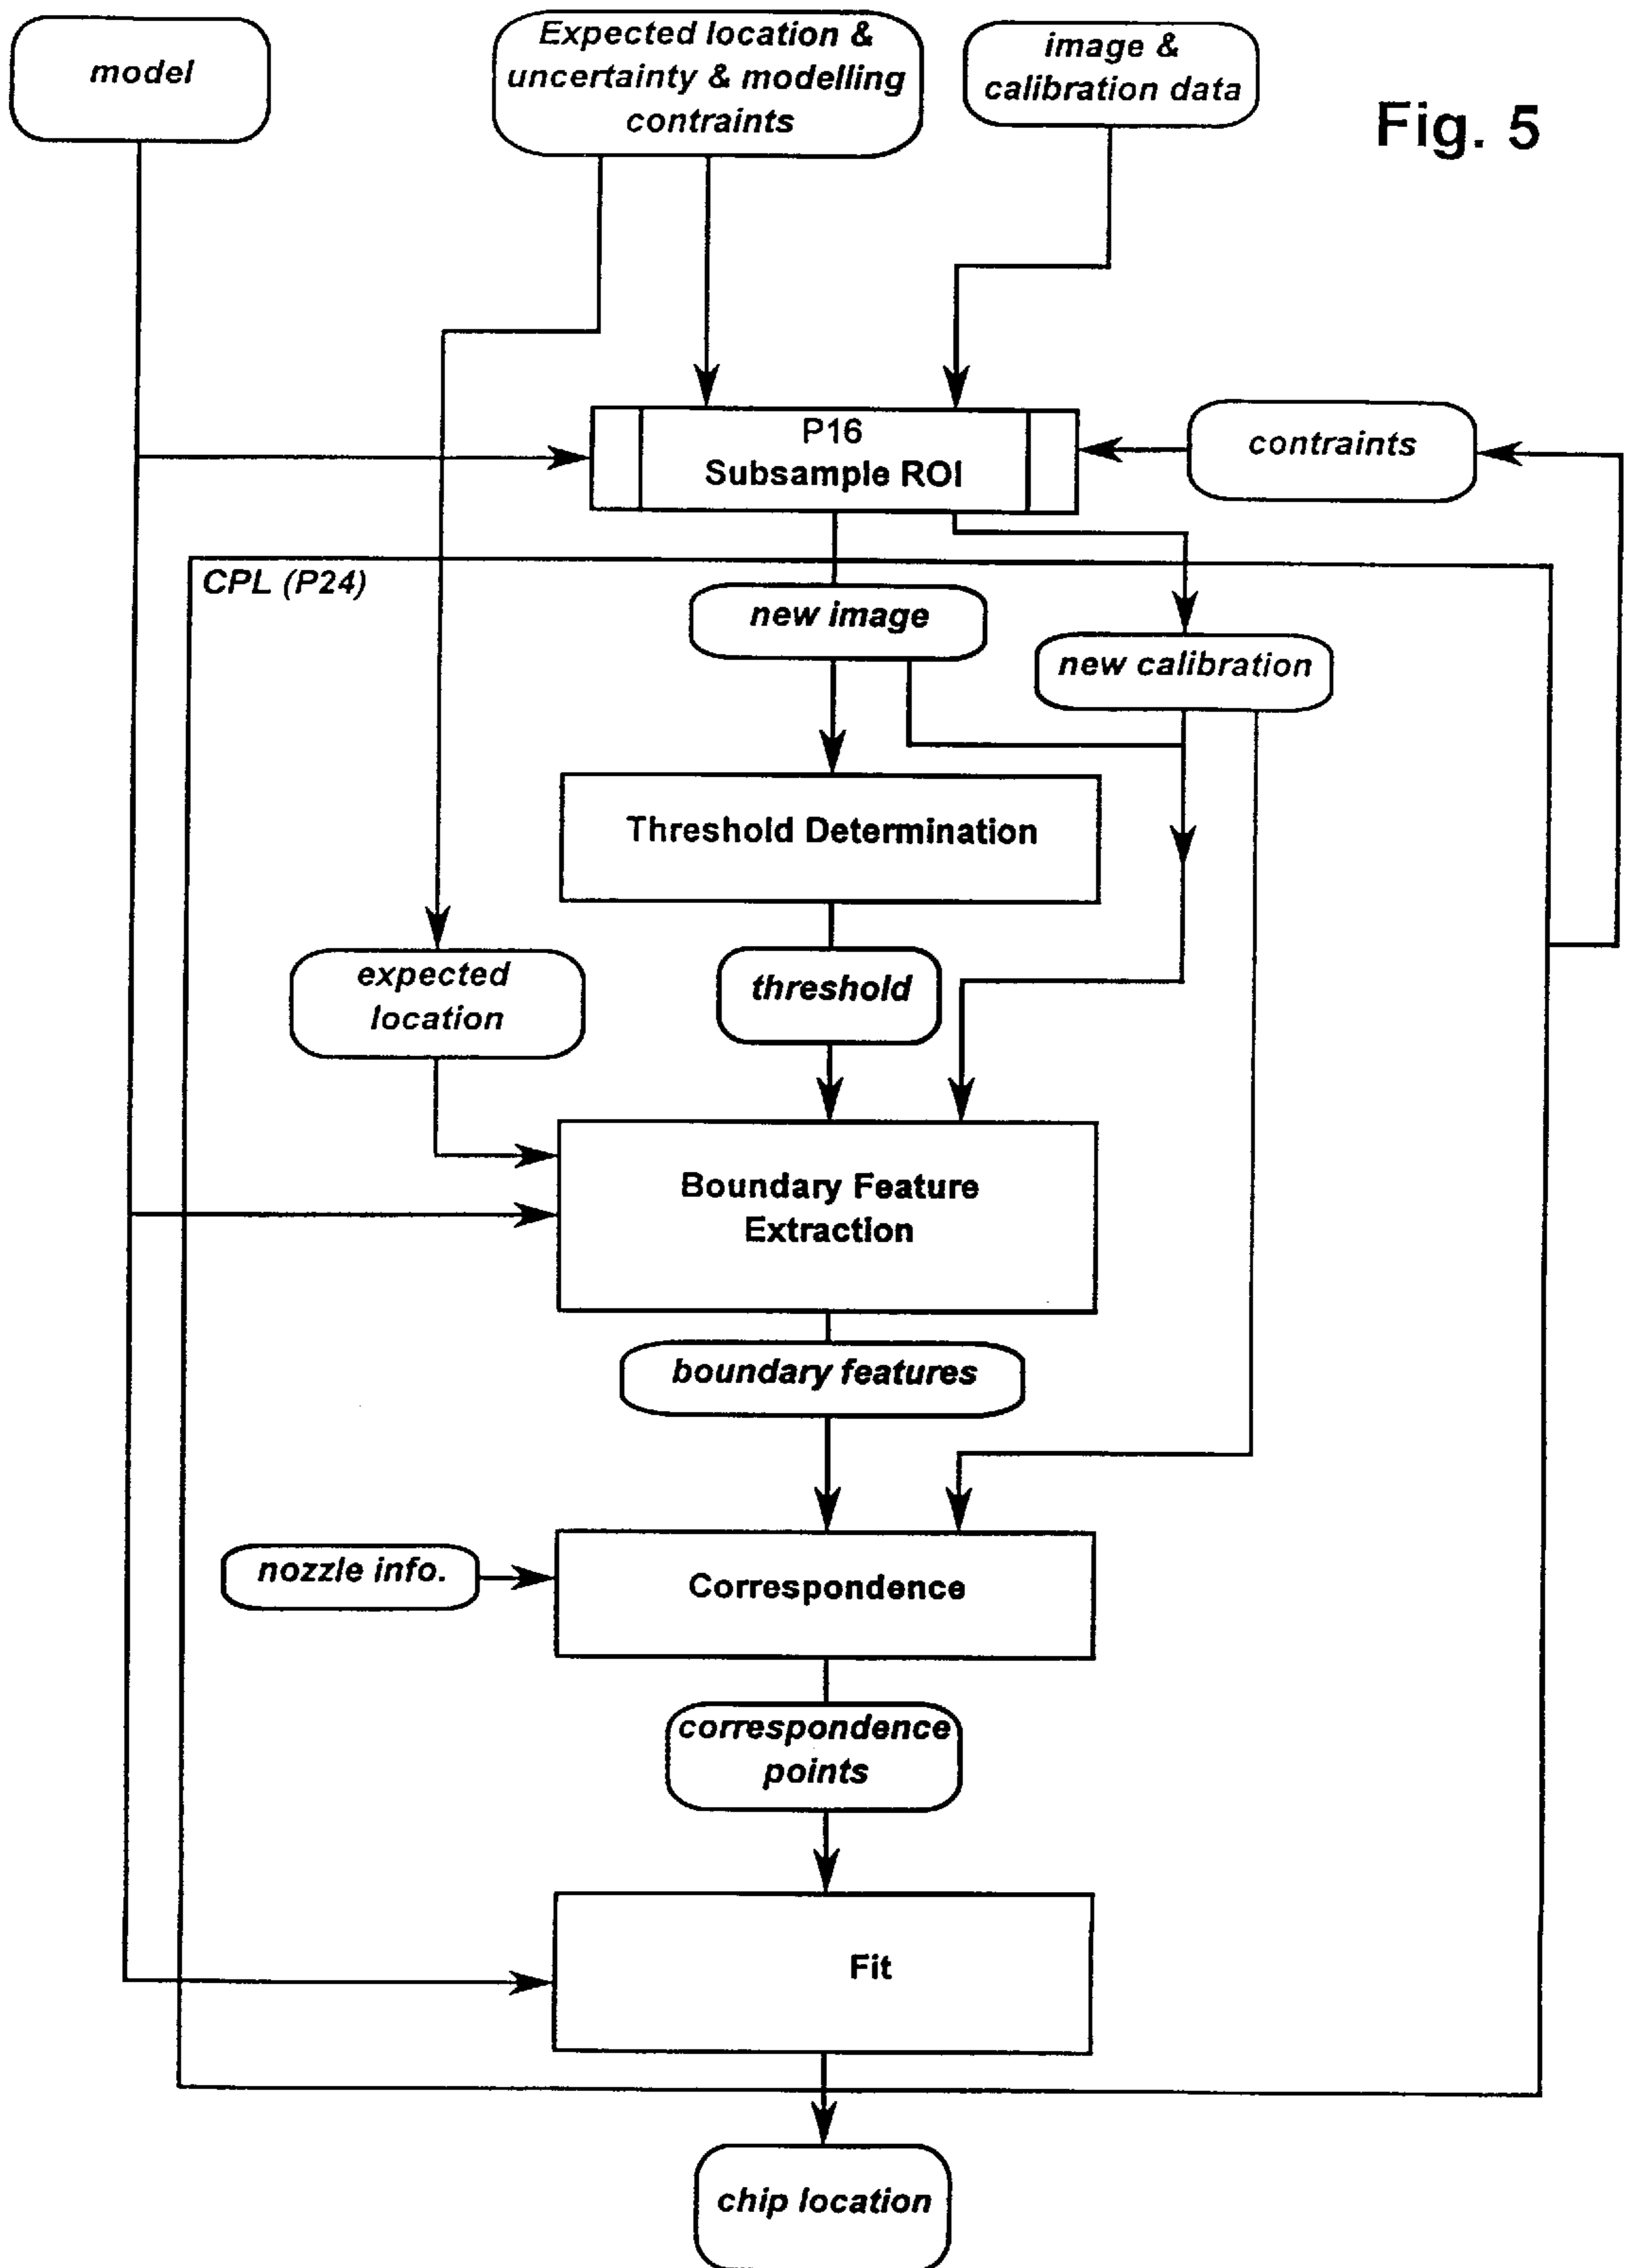 model
Expected location &
uncertainty & modelling
contraints
image &
calibration data
Fig. 5
P16
Subsample ROI
contraints
CPL (P24)
new image
new calibration
Threshold Determination
expected
location
threshold
Boundary Feature
Extraction
boundary features
nozzle info.
Correspondence
correspondence
points
Fit
chip location